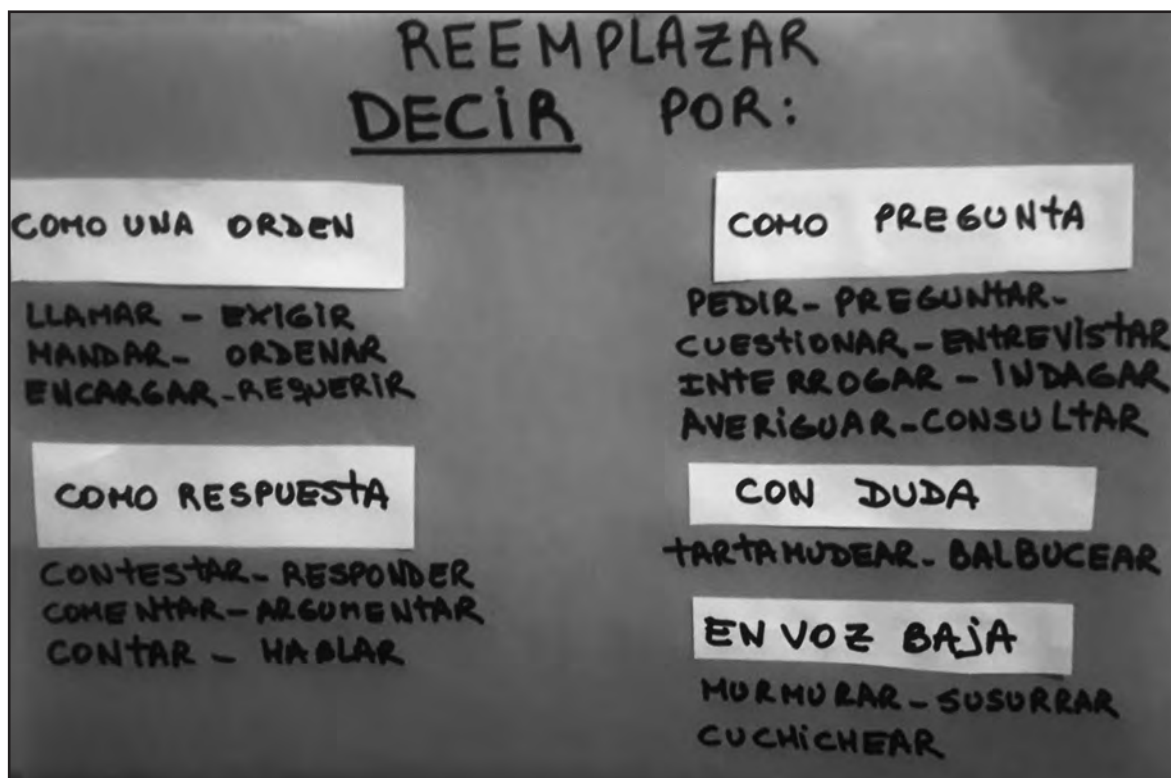 REEMPLAZAR
DECIR POR:
COMO UNA ORDEN
LLAMAR - EXIGIR
MANDAR - ORDENAR
ENCARGAR - REQUERIR
COMO RESPUESTA
CONTESTAR - RESPONDER
COMENTAR - ARGUMENTAR
CONTAR - HABLAR
COMO PREGUNTA
PEDIR - PREGUNTAR -
CUESTIONAR - ENTREVISTAR
INTERROGAR - INDAGAR
AVERIGUAR - CONSULTAR
CON DUDA
TARTAMUDEAR - BALBUCEAR
EN VOZ BAJA
MURMURAR - SUSURRAR
CUCHICHEAR